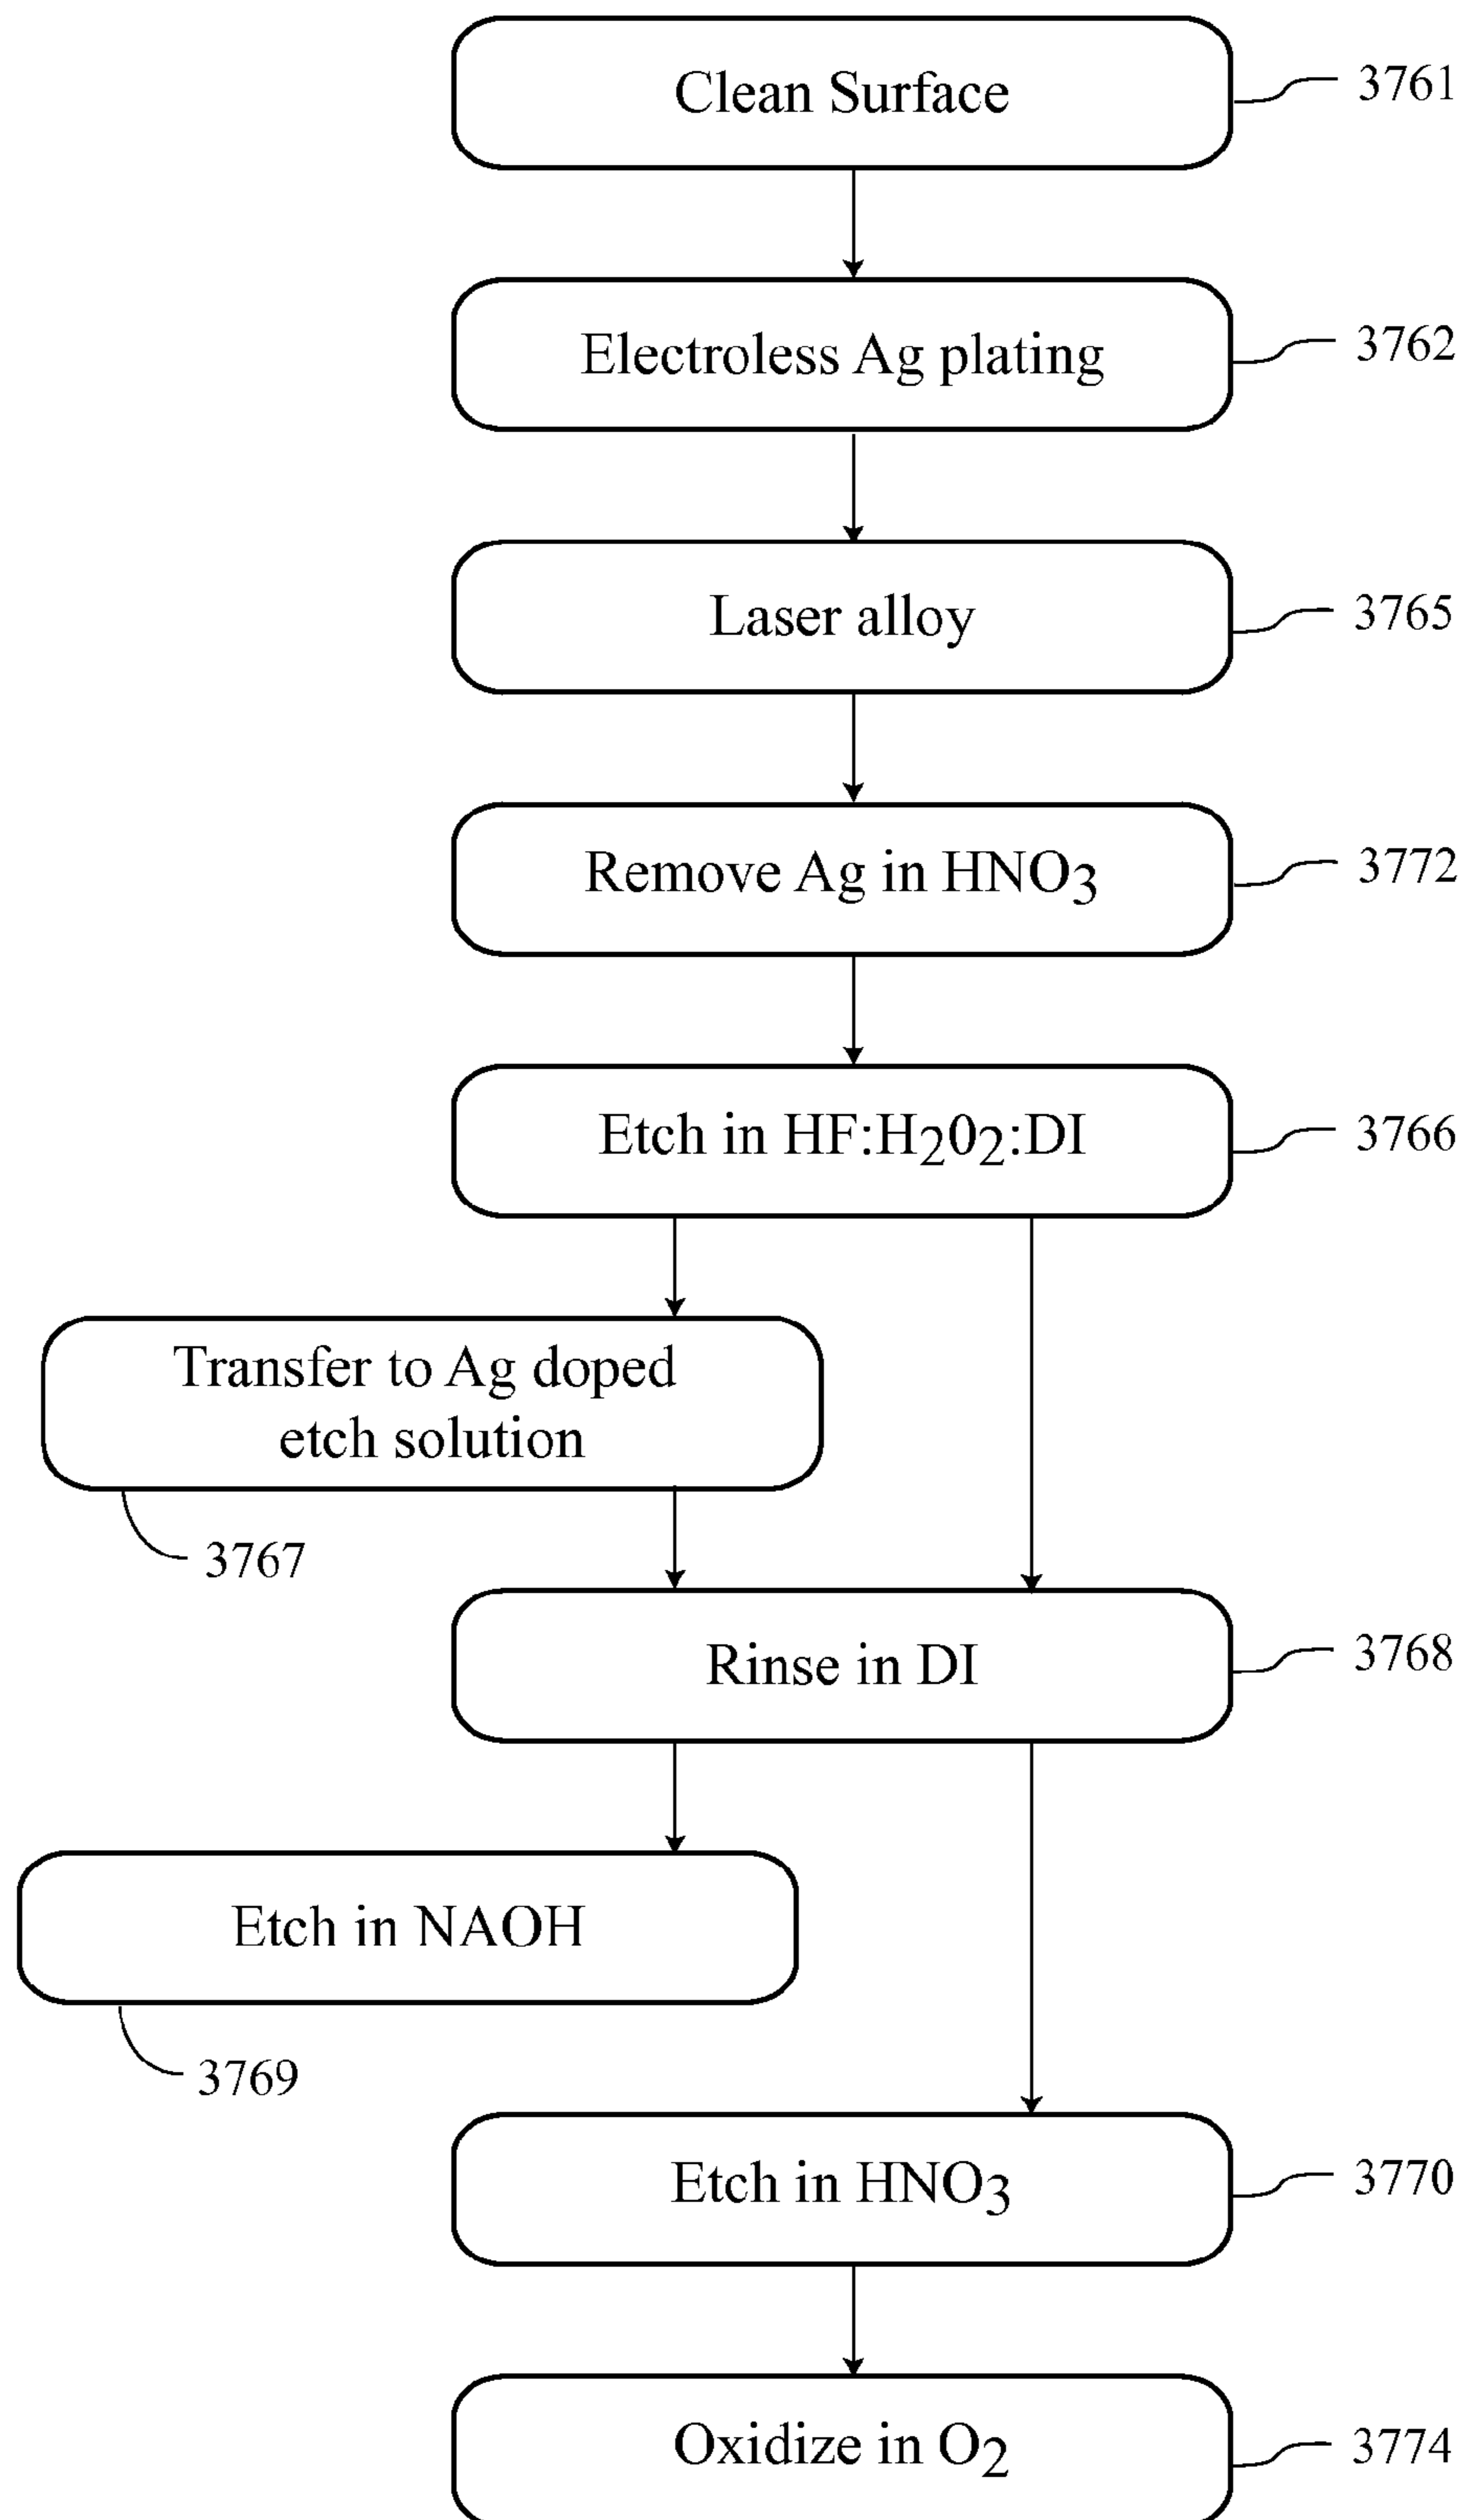 Clean Surface
3761
Electroless Ag plating
3762
Laser alloy
3765
Remove Ag in HNO3
3772
Etch in HF:H202:DI
3766
Transfer to Ag doped
etch solution
3767
Rinse in DI
3768
Etch in NAOH
3769
Etch in HNO3
3770
Oxidize in O2
3774